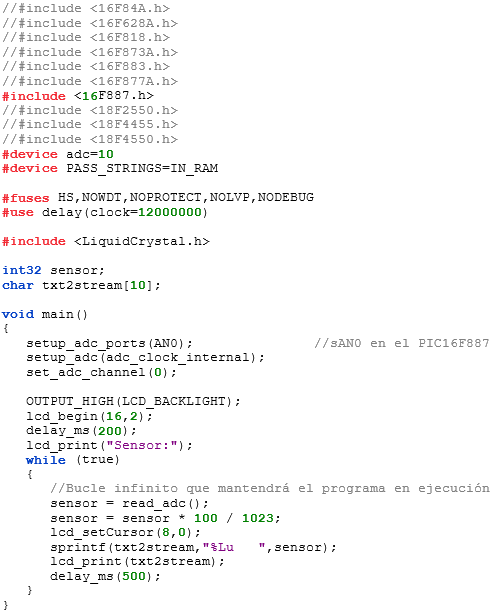 //#include <16F84A.h>
//#include <16F628A.h>
//#include <16F818.h>
//#include <16F873A.h>
//#include <16F883.h>
//#include <16F877A.h>
#include <16F887.h>
//#include <18F2550.h>
//#include <18F4455.h>
//#include <18F4550.h>
#device adc=10
#device PASS_STRINGS=IN_RAM

#fuses HS,NOWDT,NOPROTECT,NOLVP,NODEBUG
#use delay(clock=12000000)

#include <LiquidCrystal.h>

int32 sensor;
char txt2stream[10];

void main()
{
   setup_adc_ports(AN0);               //sAN0 en el PIC16F887
   setup_adc(adc_clock_internal);
   set_adc_channel(0);

   OUTPUT_HIGH(LCD_BACKLIGHT);
   lcd_begin(16,2);
   delay_ms(200);
   lcd_print("Sensor:");
   while (true)
   {
      //Bucle infinito que mantendrá el programa en ejecución
      sensor = read_adc();
      sensor = sensor * 100 / 1023;
      lcd_setCursor(8,0);
      sprintf(txt2stream,"%Lu   ",sensor);
      lcd_print(txt2stream);
      delay_ms(500);
   }
}